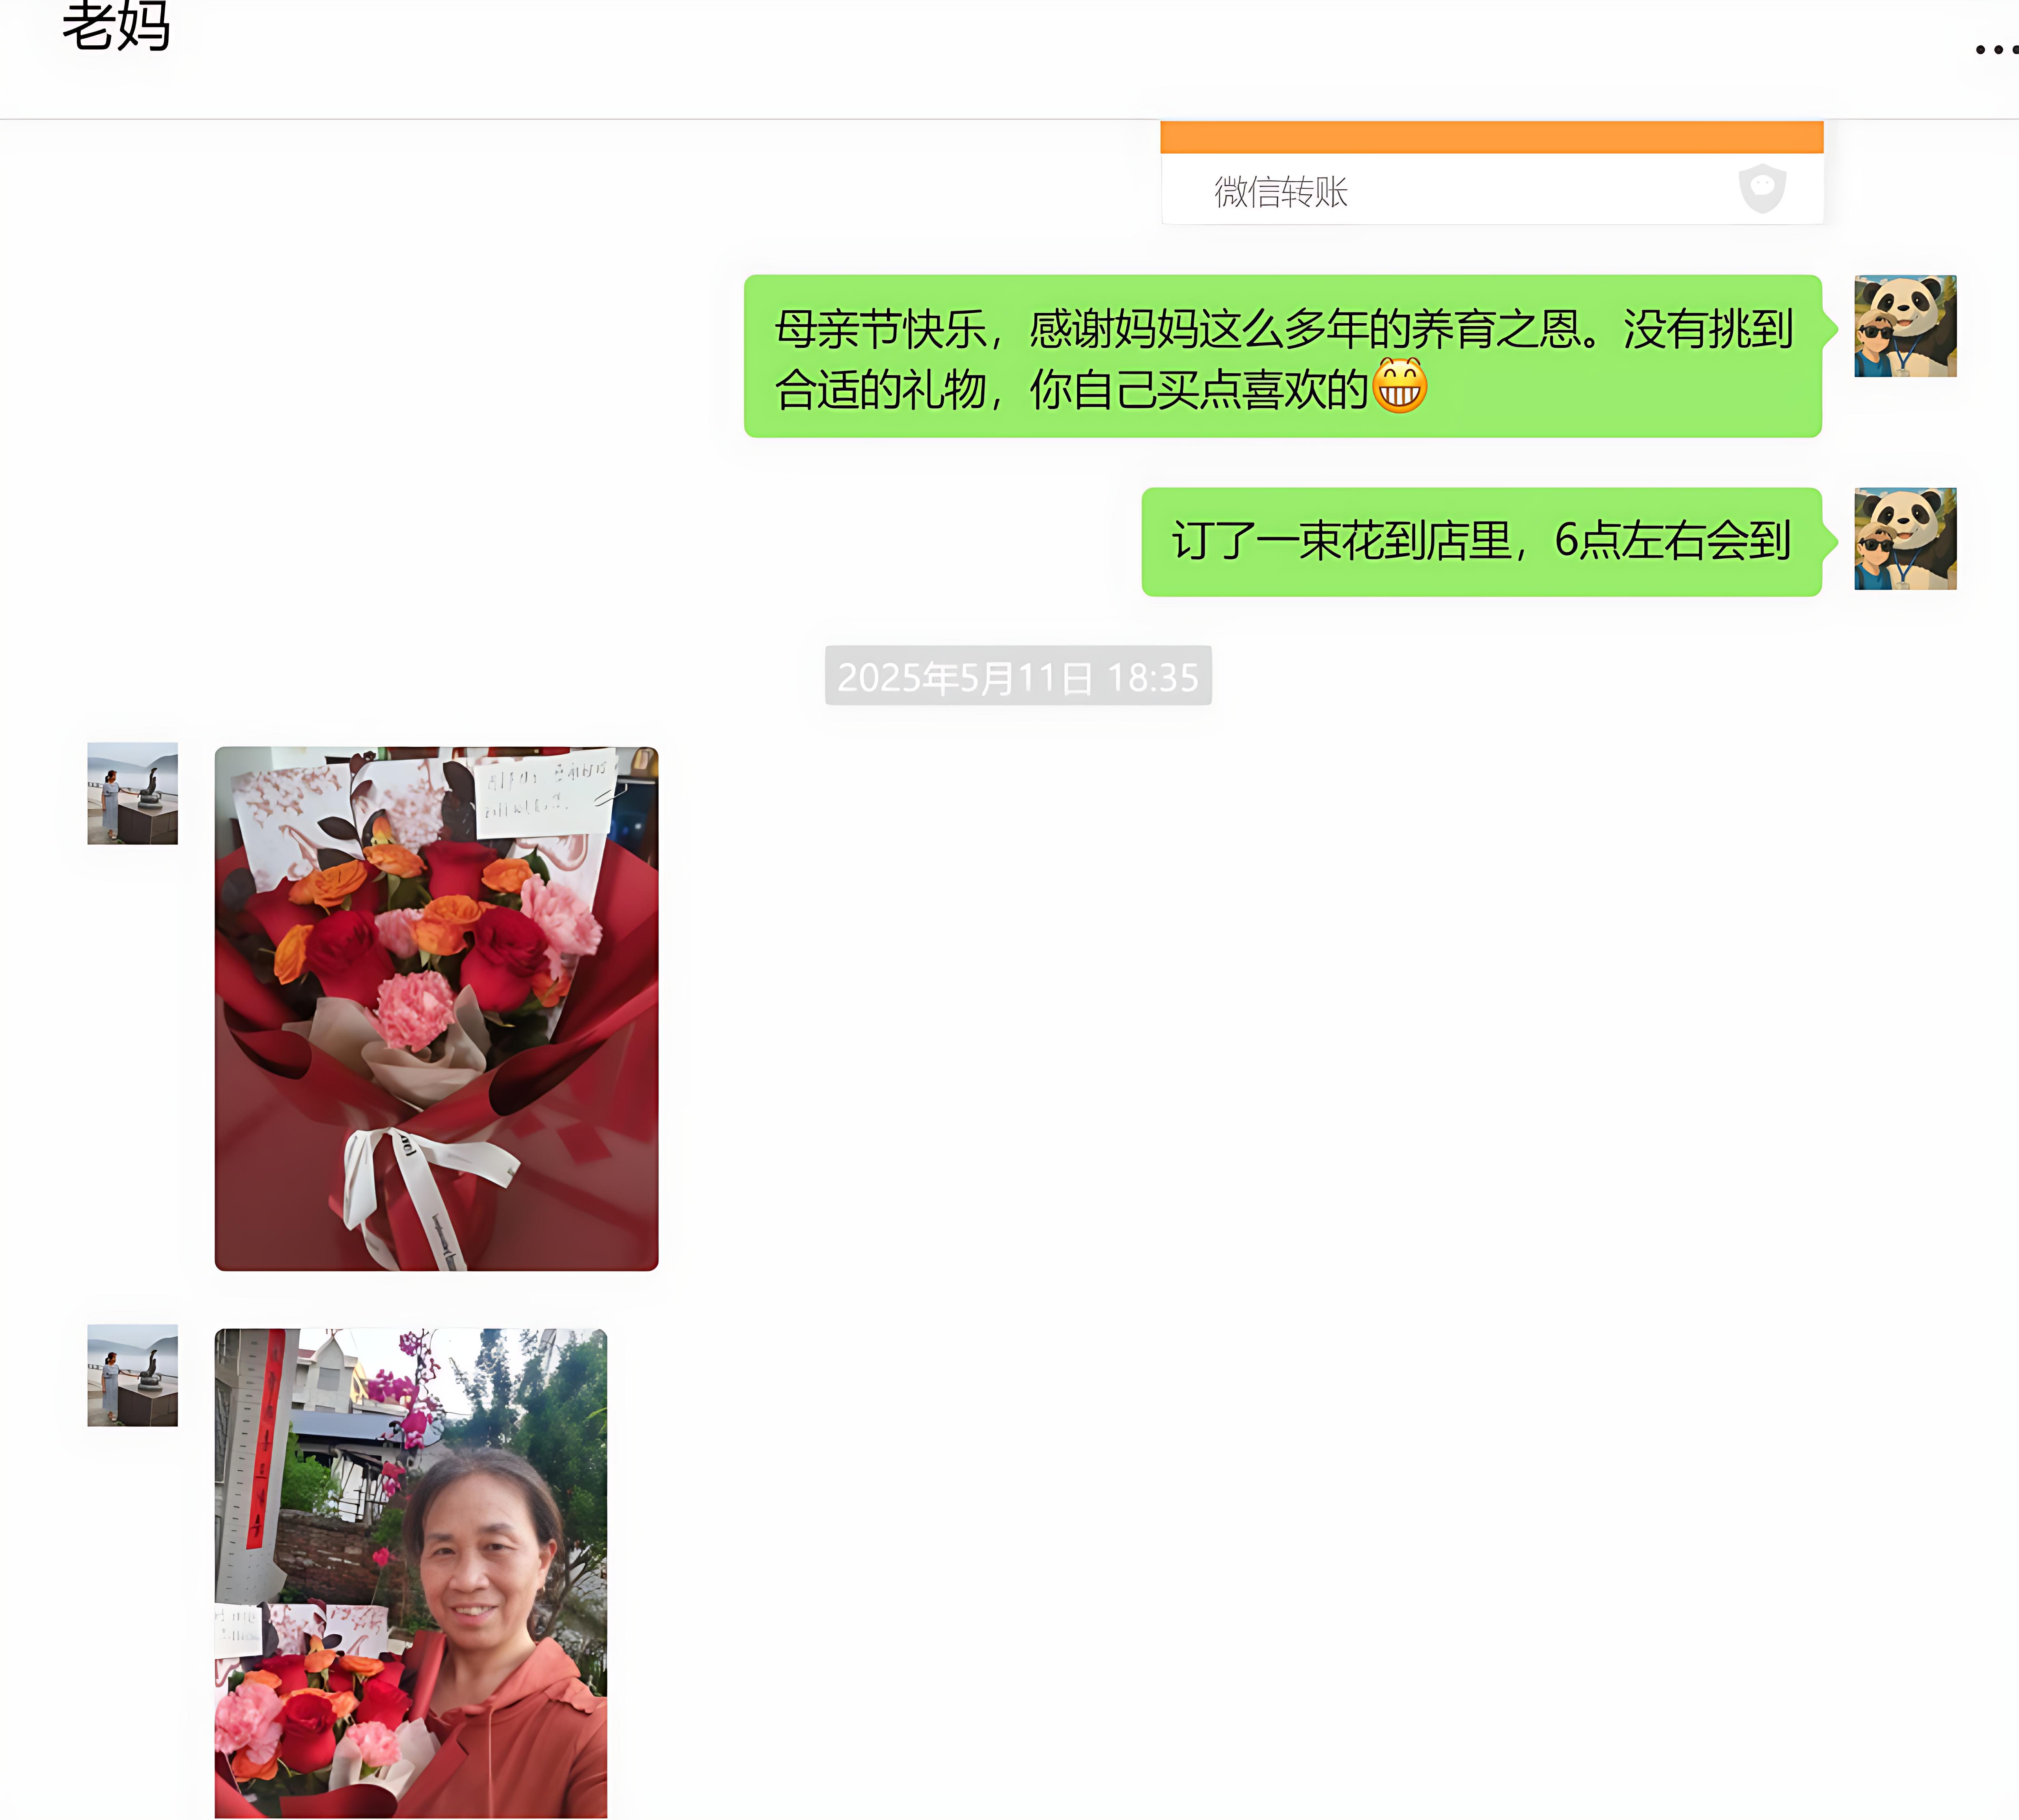 老妈
微信转账
母亲节快乐，感谢妈妈这么多年的养育之恩。没有挑到
合适的礼物，你自己买点喜欢的😁
订了一束花到店里，6点左右会到
2025年5月11日 18:35